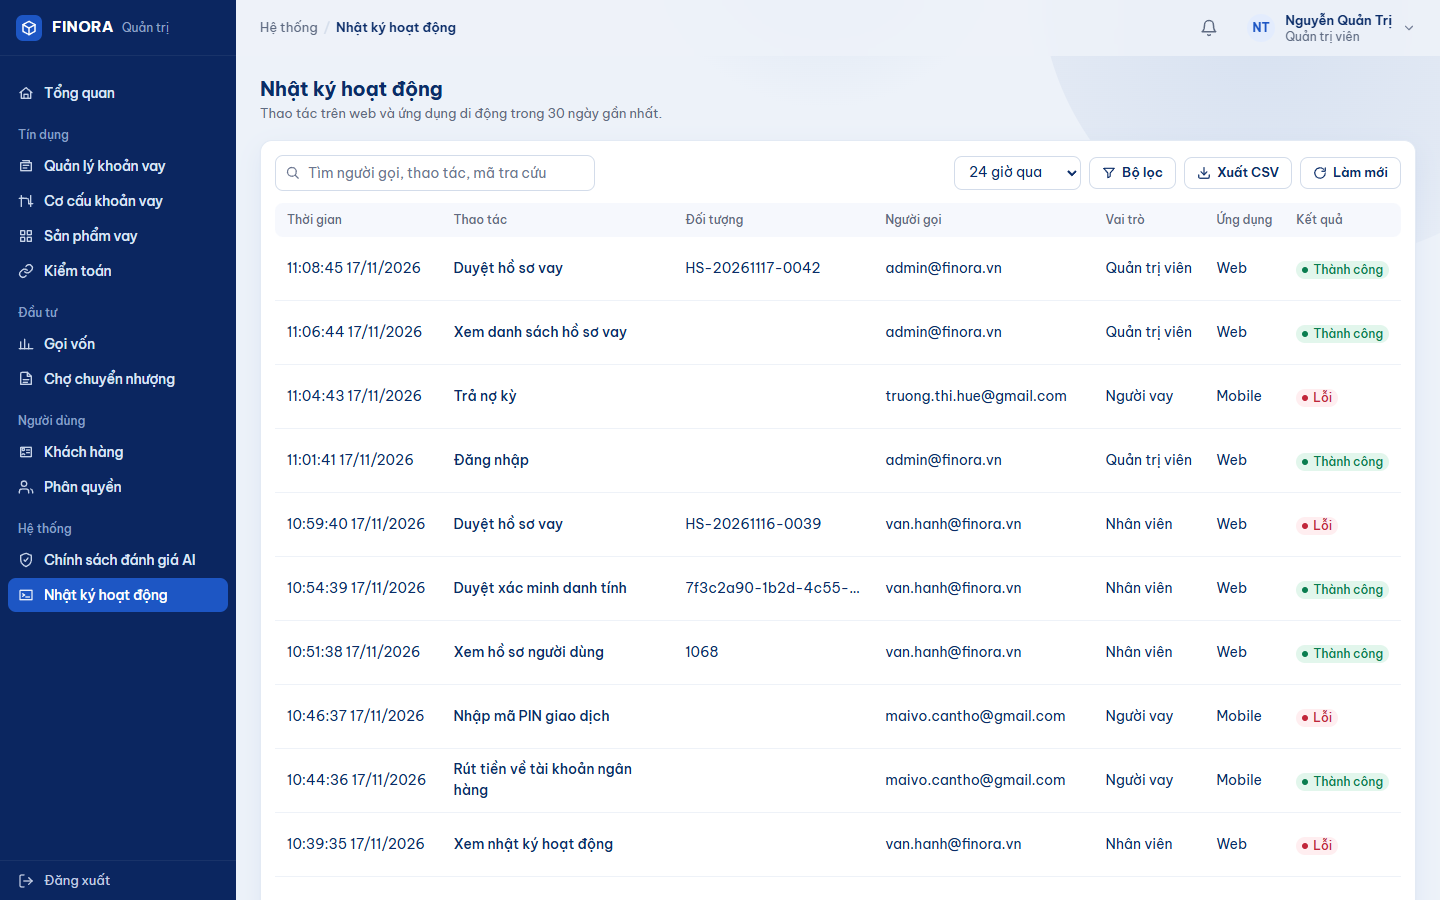 FINORA Quản trị
Tổng quan
Tín dụng
Quản lý khoản vay
Cơ cấu khoản vay
Sản phẩm vay
Kiểm toán
Đầu tư
Gọi vốn
Chợ chuyển nhượng
Người dùng
Khách hàng
Phân quyền
Hệ thống
Chính sách đánh giá AI
Nhật ký hoạt động
Đăng xuất
Hệ thống / Nhật ký hoạt động
NT
Nguyễn Quản Trị
Quản trị viên
Nhật ký hoạt động
Thao tác trên web và ứng dụng di động trong 30 ngày gần nhất.
Tìm người gọi, thao tác, mã tra cứu
24 giờ qua
Bộ lọc
Xuất CSV
Làm mới
Thời gian Thao tác Đối tượng Người gọi Vai trò Ứng dụng Kết quả
11:08:45 17/11/2026 Duyệt hồ sơ vay HS-20261117-0042 admin@finora.vn Quản trị viên Web Thành công
11:06:44 17/11/2026 Xem danh sách hồ sơ vay admin@finora.vn Quản trị viên Web Thành công
11:04:43 17/11/2026 Trả nợ kỳ truong.thi.hue@gmail.com Người vay Mobile Lỗi
11:01:41 17/11/2026 Đăng nhập admin@finora.vn Quản trị viên Web Thành công
10:59:40 17/11/2026 Duyệt hồ sơ vay HS-20261116-0039 van.hanh@finora.vn Nhân viên Web Lỗi
10:54:39 17/11/2026 Duyệt xác minh danh tính 7f3c2a90-1b2d-4c55-... van.hanh@finora.vn Nhân viên Web Thành công
10:51:38 17/11/2026 Xem hồ sơ người dùng 1068 van.hanh@finora.vn Nhân viên Web Thành công
10:46:37 17/11/2026 Nhập mã PIN giao dịch maivo.cantho@gmail.com Người vay Mobile Lỗi
10:44:36 17/11/2026 Rút tiền về tài khoản ngân hàng maivo.cantho@gmail.com Người vay Mobile Thành công
10:39:35 17/11/2026 Xem nhật ký hoạt động van.hanh@finora.vn Nhân viên Web Lỗi